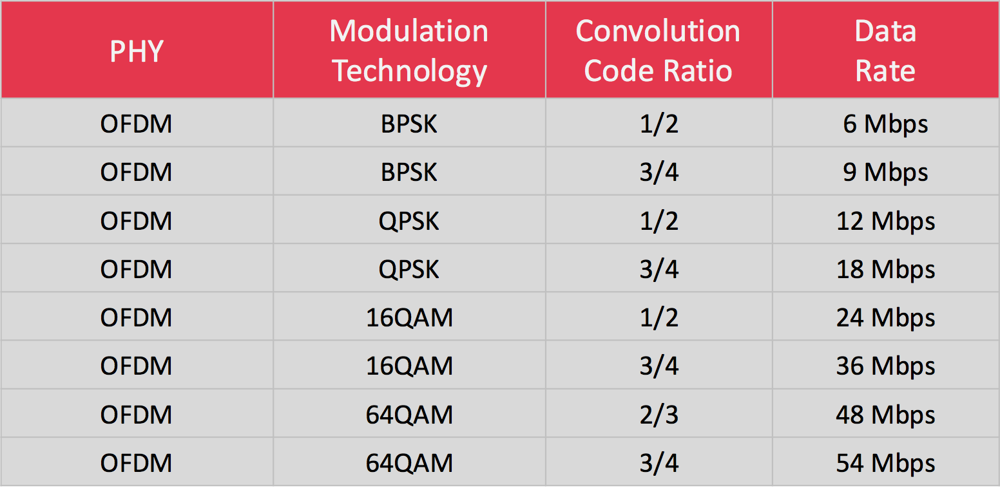 PHY Modulation Technology Convolution Code Ratio Data Rate
OFDM BPSK 1/2 6 Mbps
OFDM BPSK 3/4 9 Mbps
OFDM QPSK 1/2 12 Mbps
OFDM QPSK 3/4 18 Mbps
OFDM 16QAM 1/2 24 Mbps
OFDM 16QAM 3/4 36 Mbps
OFDM 64QAM 2/3 48 Mbps
OFDM 64QAM 3/4 54 Mbps